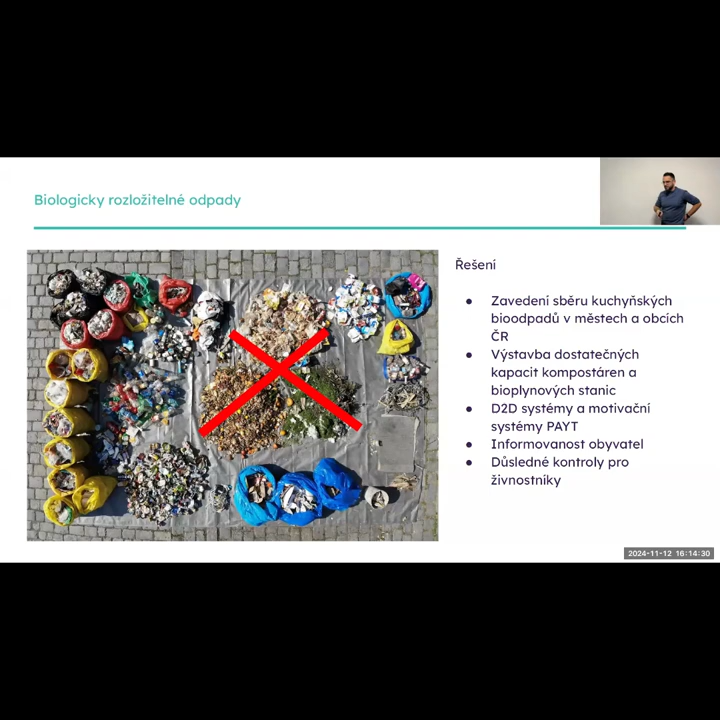 Biologicky rozložitelné odpady
Řešení
● Zavedení sběru kuchyňských
bioodpadů v městech a obcích
ČR
● Výstavba dostatečných
kapacit kompostáren a
bioplynových stanic
● D2D systémy a motivační
systémy PAYT
● Informovanost obyvatel
● Důsledné kontroly pro
živnostníky
2024-11-12 16:14:30